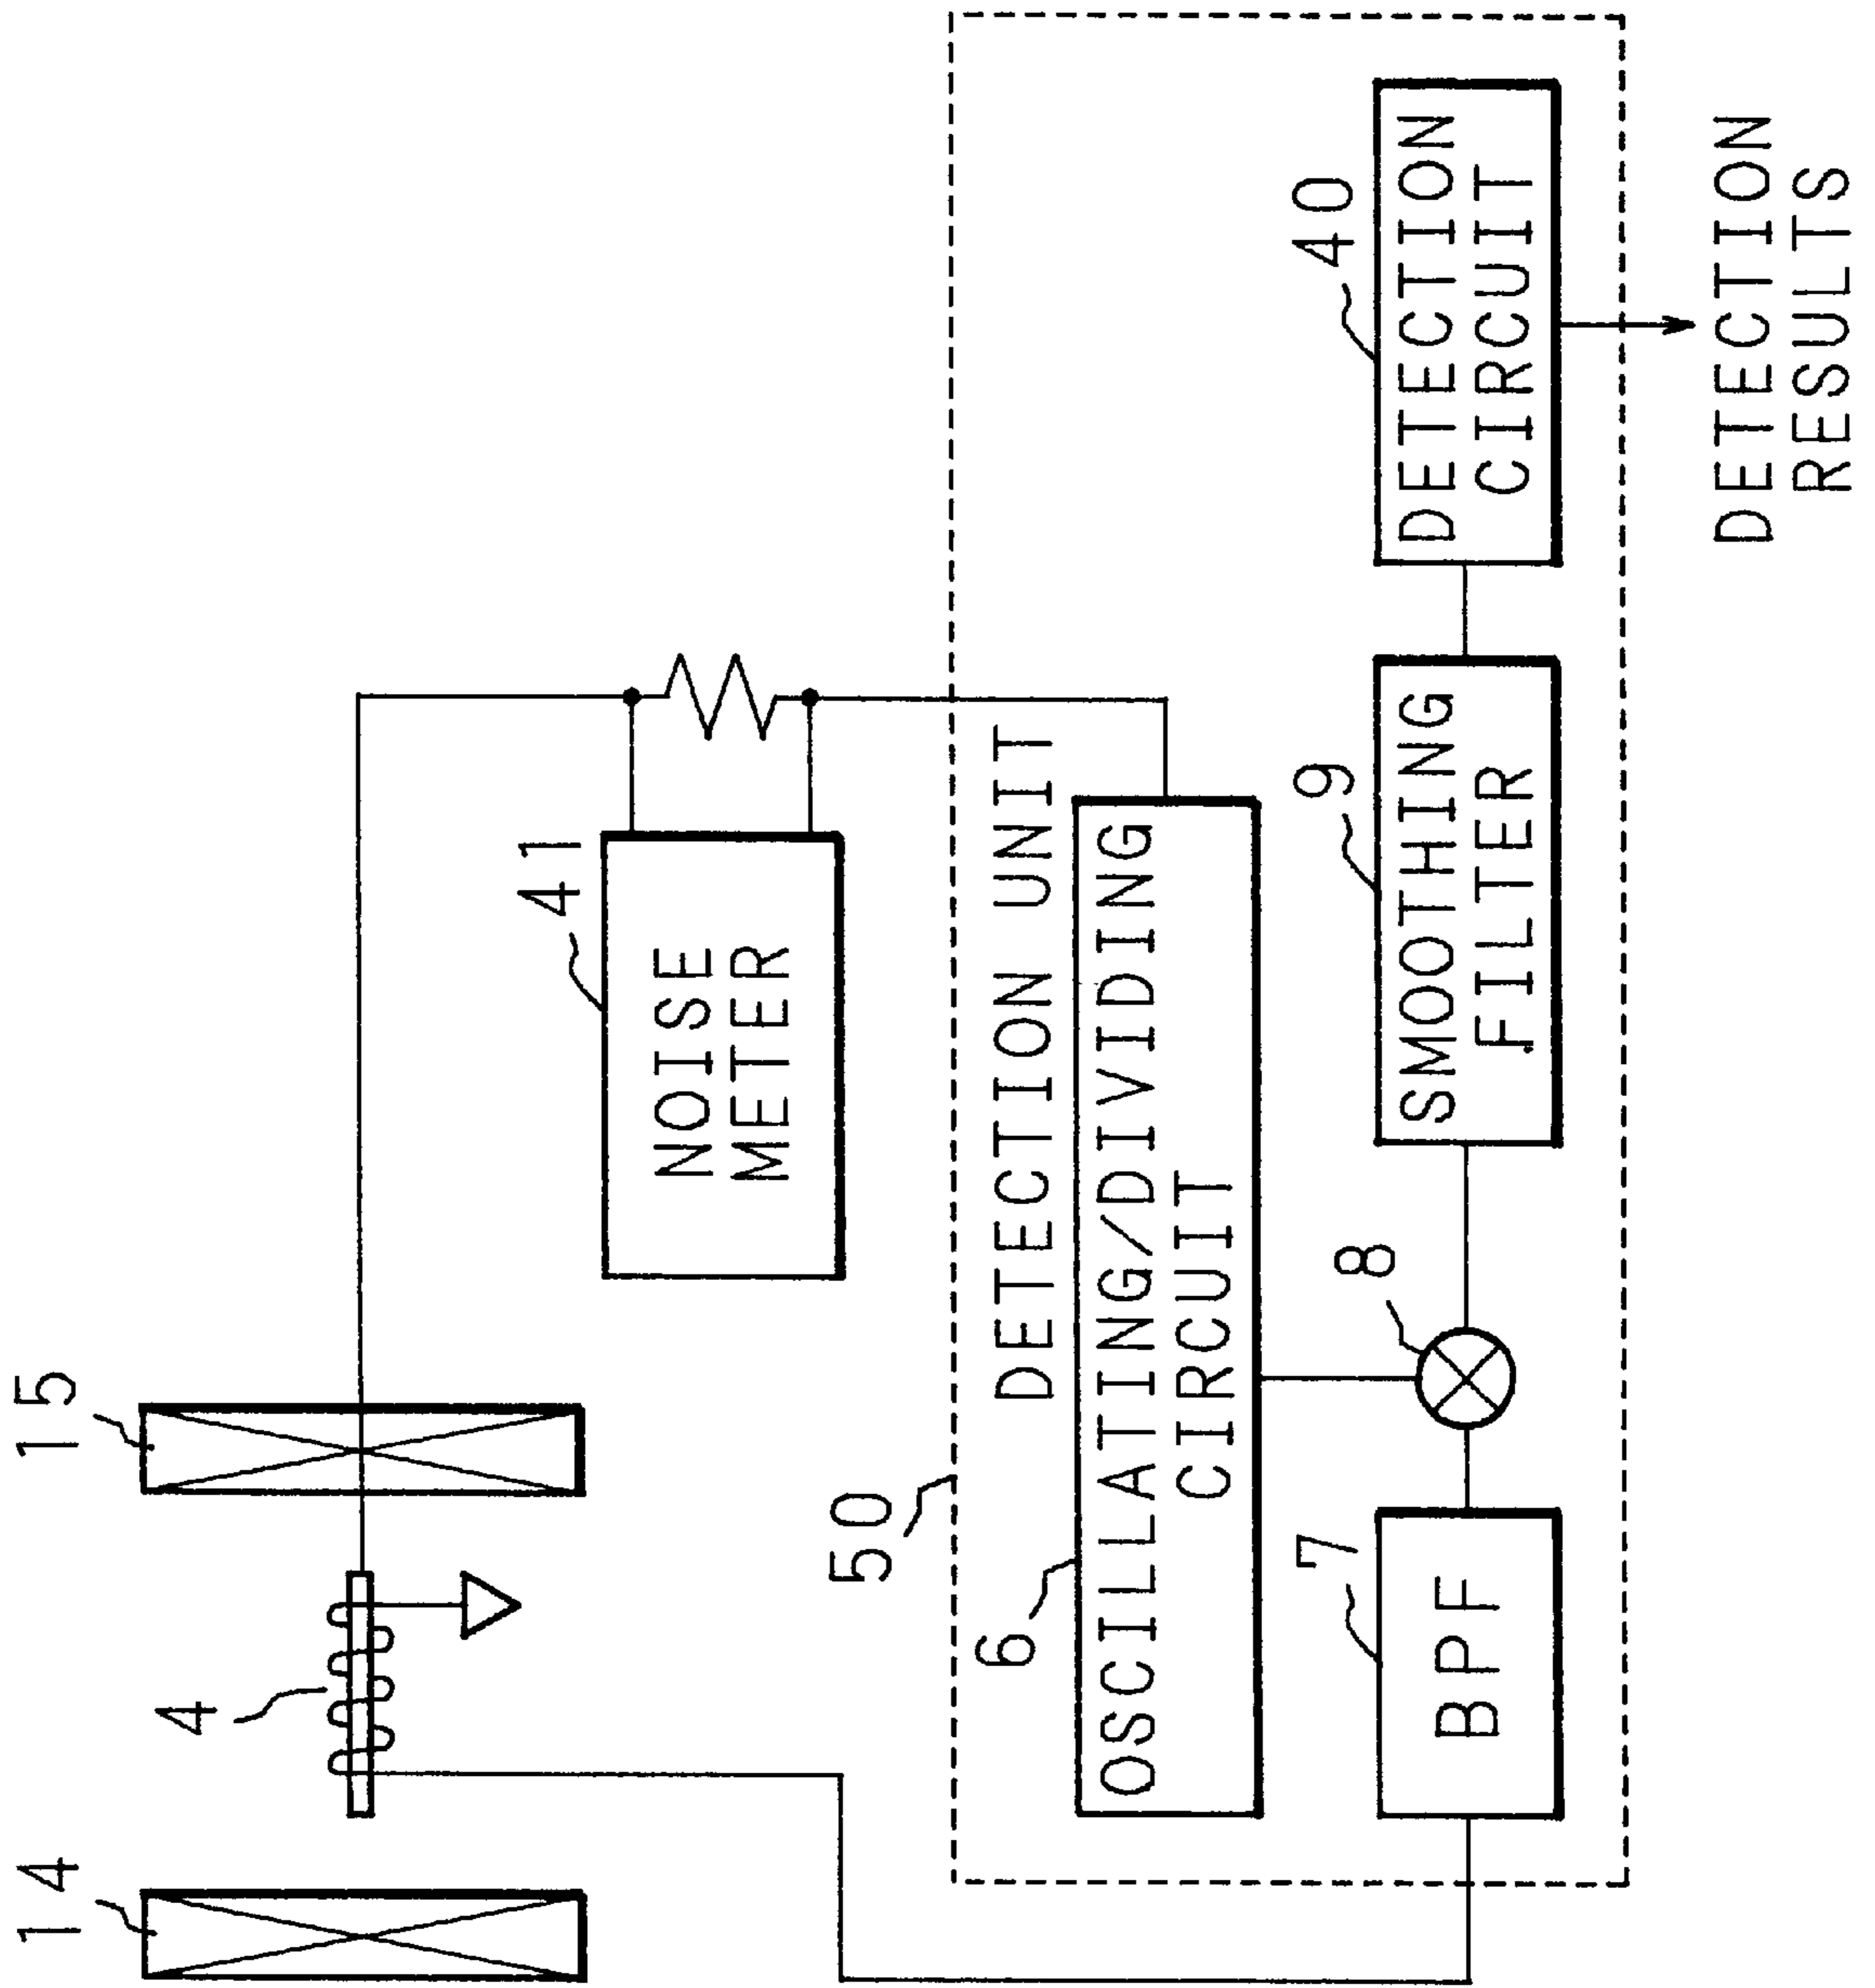 14
15
4
41
NOISE
METER
50
DETECTION UNIT
6
OSCILLATING/DIVIDING
CIRCUIT
7
BPF
8
9
SMOOTHING
FILTER
40
DETECTION
CIRCUIT
DETECTION
RESULTS